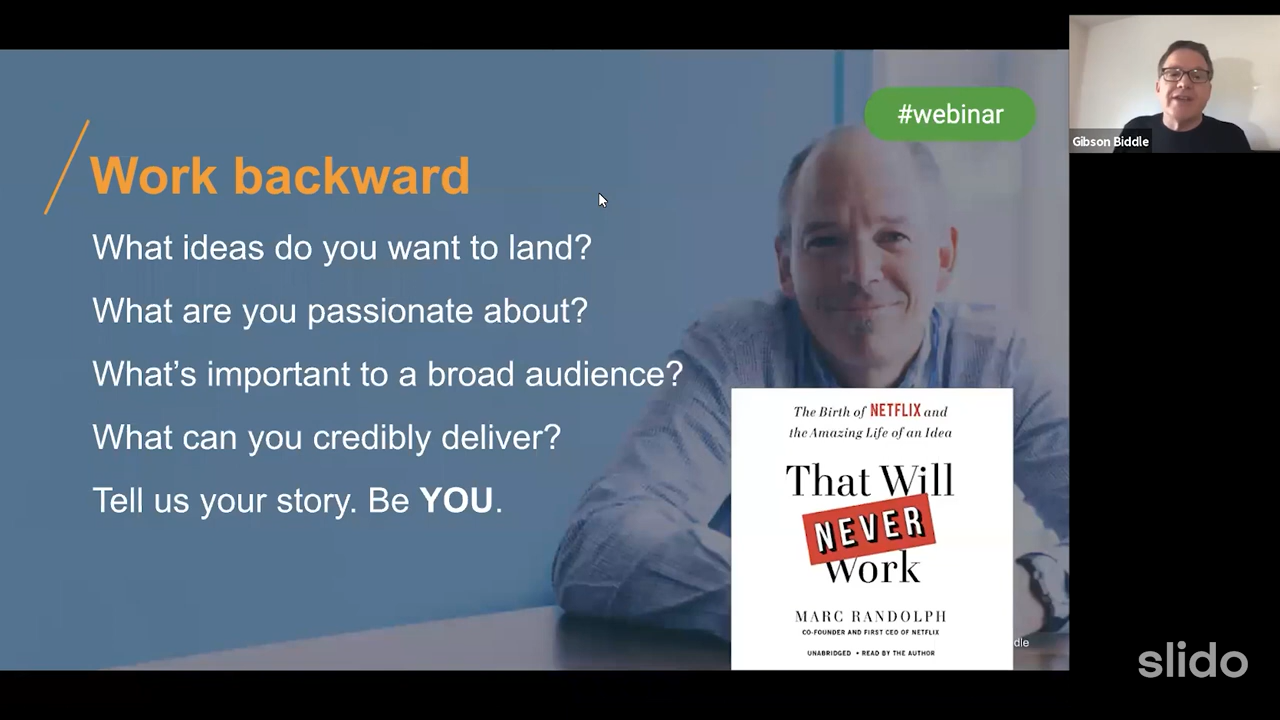 #webinar
Gibson Biddle
Work backward
What ideas do you want to land?
What are you passionate about?
What’s important to a broad audience?
What can you credibly deliver?
Tell us your story. Be YOU.
The Birth of NETFLIX and
the Amazing Life of an Idea
That Will
NEVER
Work
MARC RANDOLPH
CO-FOUNDER AND FIRST CEO OF NETFLIX
UNABRIDGED • READ BY THE AUTHOR
dle
slido